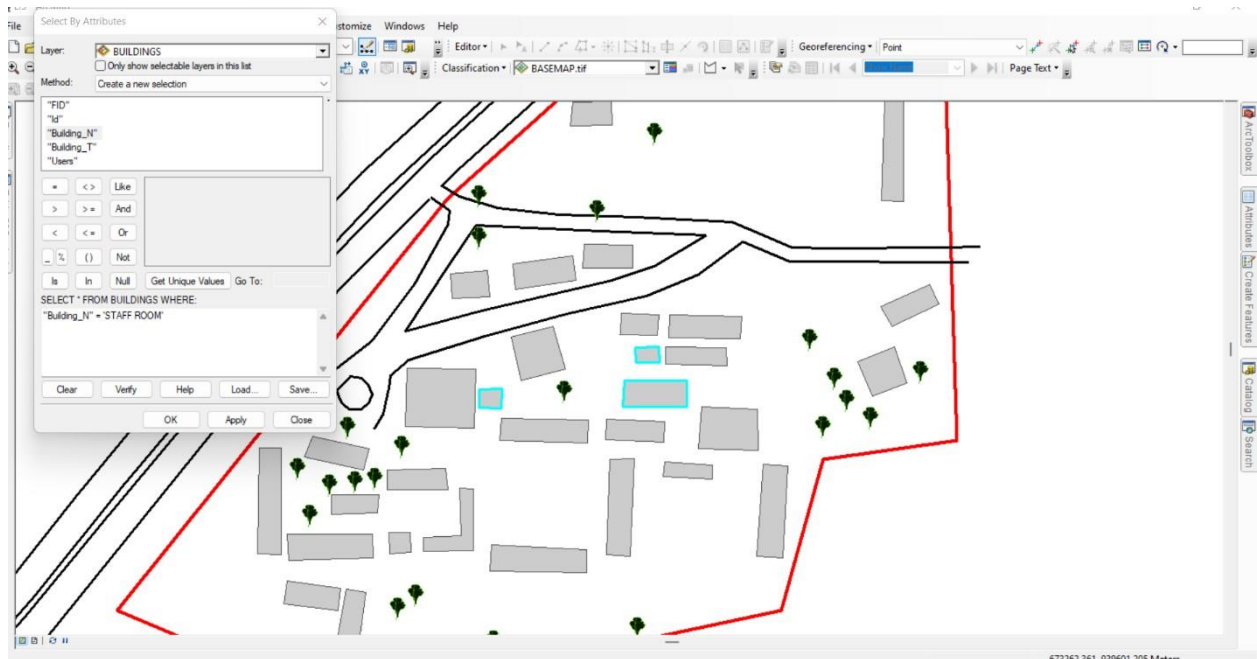 File
stomize Windows Help
Select By Attributes
Editor
Georeferencing
Point
Classification
BASEMAP.tif
Page Text
Layer:
BUILDINGS
Only show selectable layers in this list
Method:
Create a new selection
"FID"
"Id"
"Building_N"
"Building_T"
"Users"
= <> Like
> >= And
< <= Or
_ % () Not
Is In Null Get Unique Values Go To:
SELECT * FROM BUILDINGS WHERE:
"Building_N" = 'STAFF ROOM'
Clear Verify Help Load... Save...
OK Apply Close
ArcToolbox
Attributes
Create Features
Catalog
Search